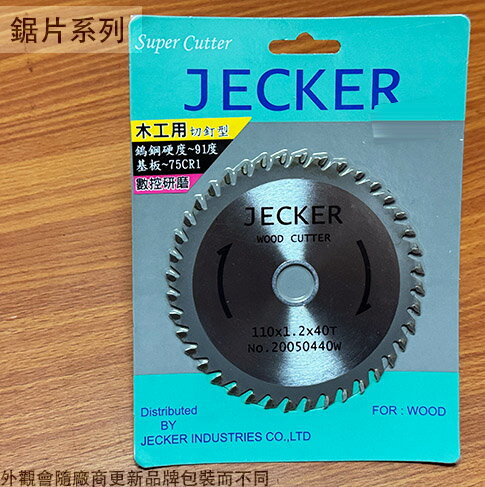 鋸片系列
Super Cutter
JECKER
木工用 切釘型
鎢鋼硬度~91度
基板~75CR1
數控研磨
JECKER
WOOD CUTTER
110x1.2x40T
No.20050440W
Distributed
BY
JECKER INDUSTRIES CO.,LTD
FOR : WOOD
外觀會隨廠商更新品牌包裝而不同